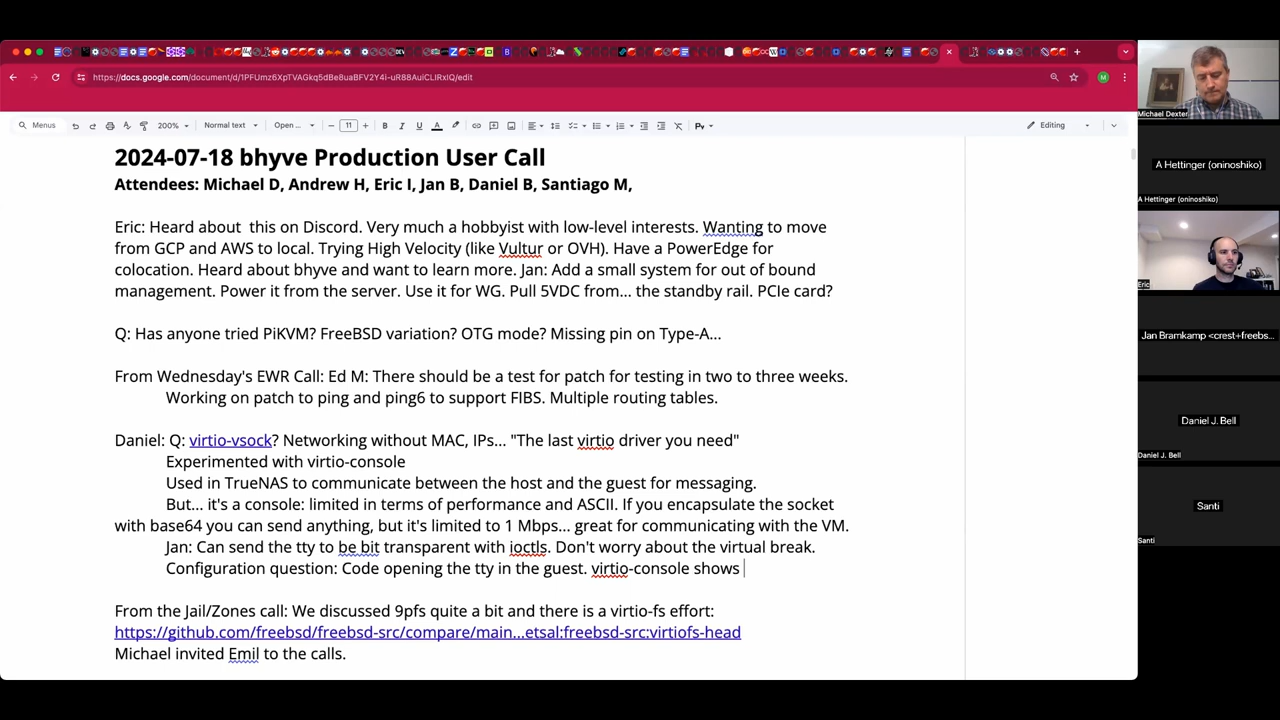 https://docs.google.com/document/d/1PFUmz6XpTVAGkq5dBe8uaBFV2Y4i-uR88AuiCLIRxIQ/edit
M
Menus
200%
Normal text
Open ...
11
Editing
2024-07-18 bhyve Production User Call
Attendees: Michael D, Andrew H, Eric I, Jan B, Daniel B, Santiago M,
Eric: Heard about  this on Discord. Very much a hobbyist with low-level interests. Wanting to move
from GCP and AWS to local. Trying High Velocity (like Vultur or OVH). Have a PowerEdge for
colocation. Heard about bhyve and want to learn more. Jan: Add a small system for out of bound
management. Power it from the server. Use it for WG. Pull 5VDC from... the standby rail. PCIe card?
Q: Has anyone tried PiKVM? FreeBSD variation? OTG mode? Missing pin on Type-A...
From Wednesday's EWR Call: Ed M: There should be a test for patch for testing in two to three weeks.
Working on patch to ping and ping6 to support FIBS. Multiple routing tables.
Daniel: Q: virtio-vsock? Networking without MAC, IPs... "The last virtio driver you need"
Experimented with virtio-console
Used in TrueNAS to communicate between the host and the guest for messaging.
But... it's a console: limited in terms of performance and ASCII. If you encapsulate the socket
with base64 you can send anything, but it's limited to 1 Mbps... great for communicating with the VM.
Jan: Can send the tty to be bit transparent with ioctls. Don't worry about the virtual break.
Configuration question: Code opening the tty in the guest. virtio-console shows
From the Jail/Zones call: We discussed 9pfs quite a bit and there is a virtio-fs effort:
https://github.com/freebsd/freebsd-src/compare/main...etsal:freebsd-src:virtiofs-head
Michael invited Emil to the calls.
Michael Dexter
A Hettinger (oninoshiko)
A Hettinger (oninoshiko)
Eric
Jan Bramkamp <crest+freebs...
Daniel J. Bell
Daniel J. Bell
Santi
Santi